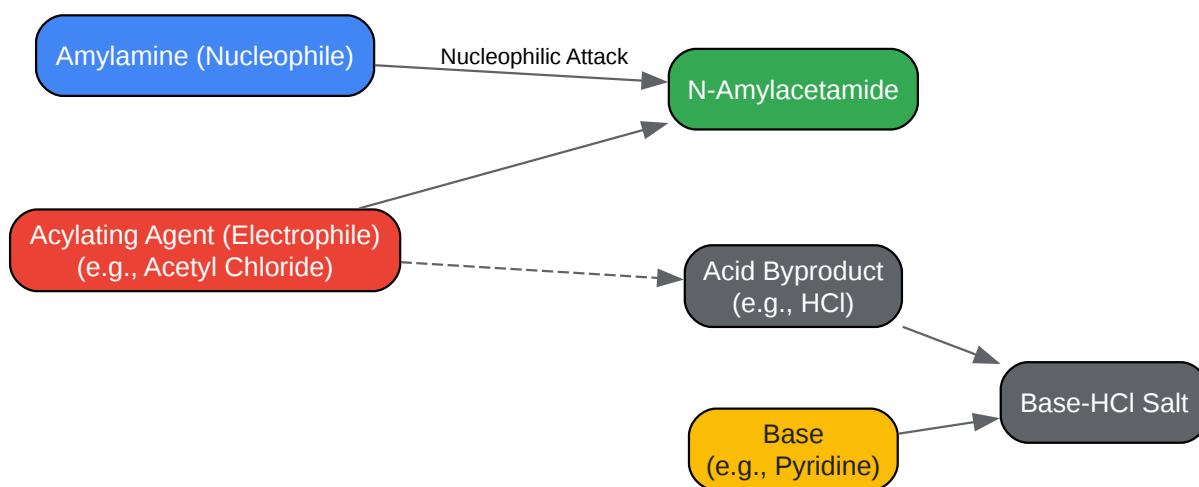 Amylamine (Nucleophile)
Nucleophilic Attack
N-Amylacetamide
Acylating Agent (Electrophile)
(e.g., Acetyl Chloride)
Acid Byproduct
(e.g., HCl)
Base-HCl Salt
Base
(e.g., Pyridine)